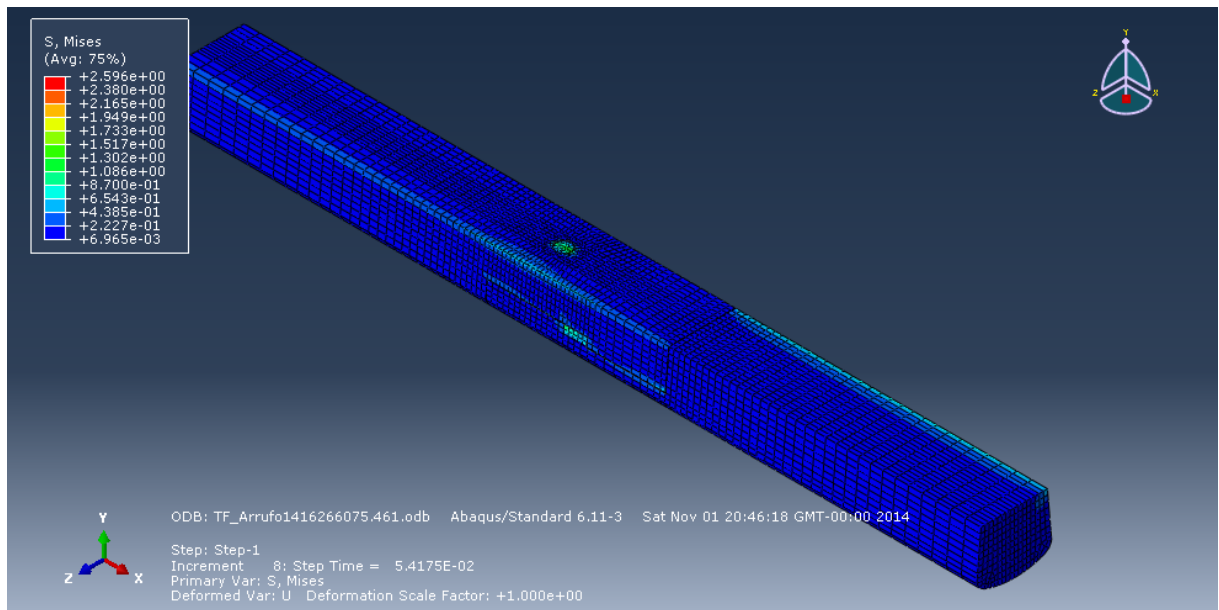 S, Mises
(Avg: 75%)
+2.596e+00
+2.380e+00
+2.165e+00
+1.949e+00
+1.733e+00
+1.517e+00
+1.302e+00
+1.086e+00
+8.700e-01
+6.543e-01
+4.385e-01
+2.227e-01
+6.965e-03
Y
Z
X
Y
Z
X
ODB: TF_Arrufo1416266075.461.odb Abaqus/Standard 6.11-3 Sat Nov 01 20:46:18 GMT-00:00 2014
Step: Step-1
Increment 8: Step Time = 5.4175E-02
Primary Var: S, Mises
Deformed Var: U Deformation Scale Factor: +1.000e+00